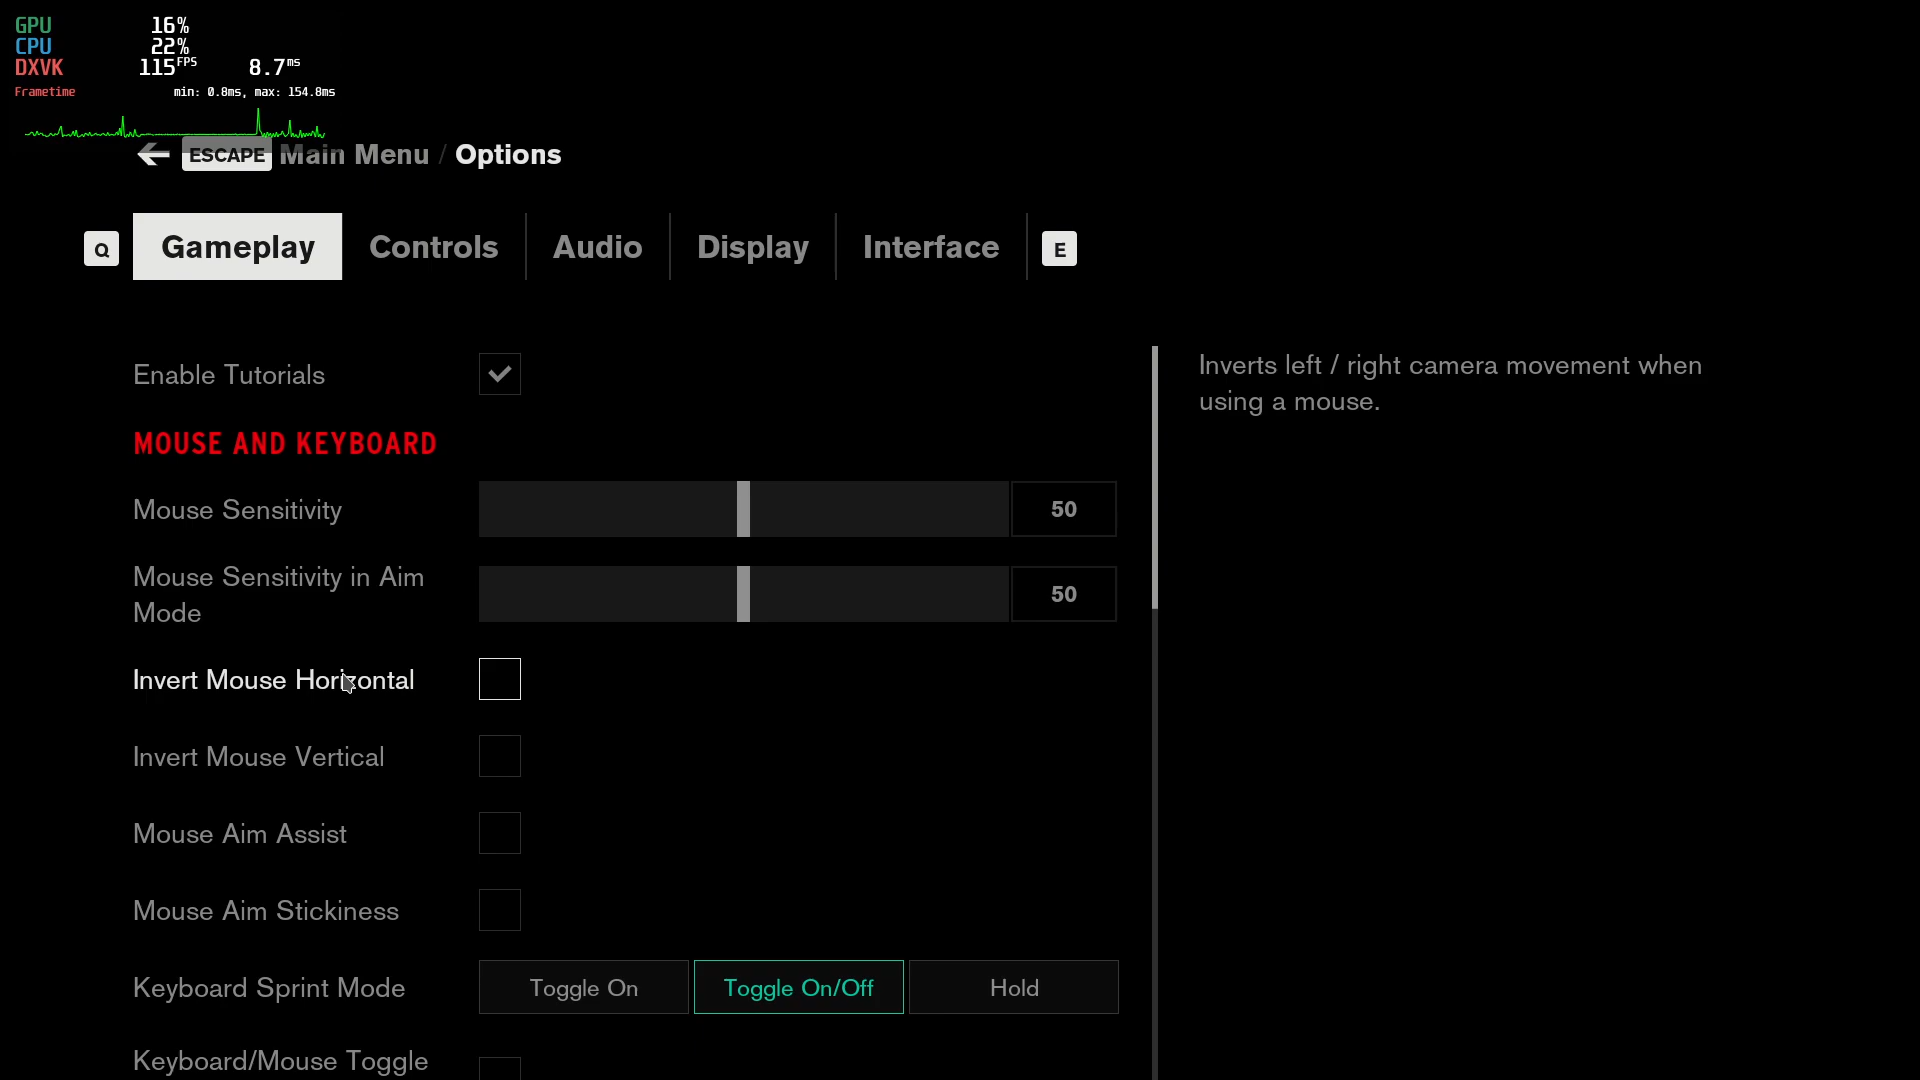 GPU 16%
CPU 22%
DXVK 115FPS 8.7ms
Frametime min: 0.8ms, max: 154.8ms
ESCAPE Main Menu / Options
Q Gameplay Controls Audio Display Interface E
Enable Tutorials
MOUSE AND KEYBOARD
Mouse Sensitivity 50
Mouse Sensitivity in Aim
Mode
50
Invert Mouse Horizontal
Invert Mouse Vertical
Mouse Aim Assist
Mouse Aim Stickiness
Keyboard Sprint Mode Toggle On Toggle On/Off Hold
Keyboard/Mouse Toggle
Inverts left / right camera movement when
using a mouse.